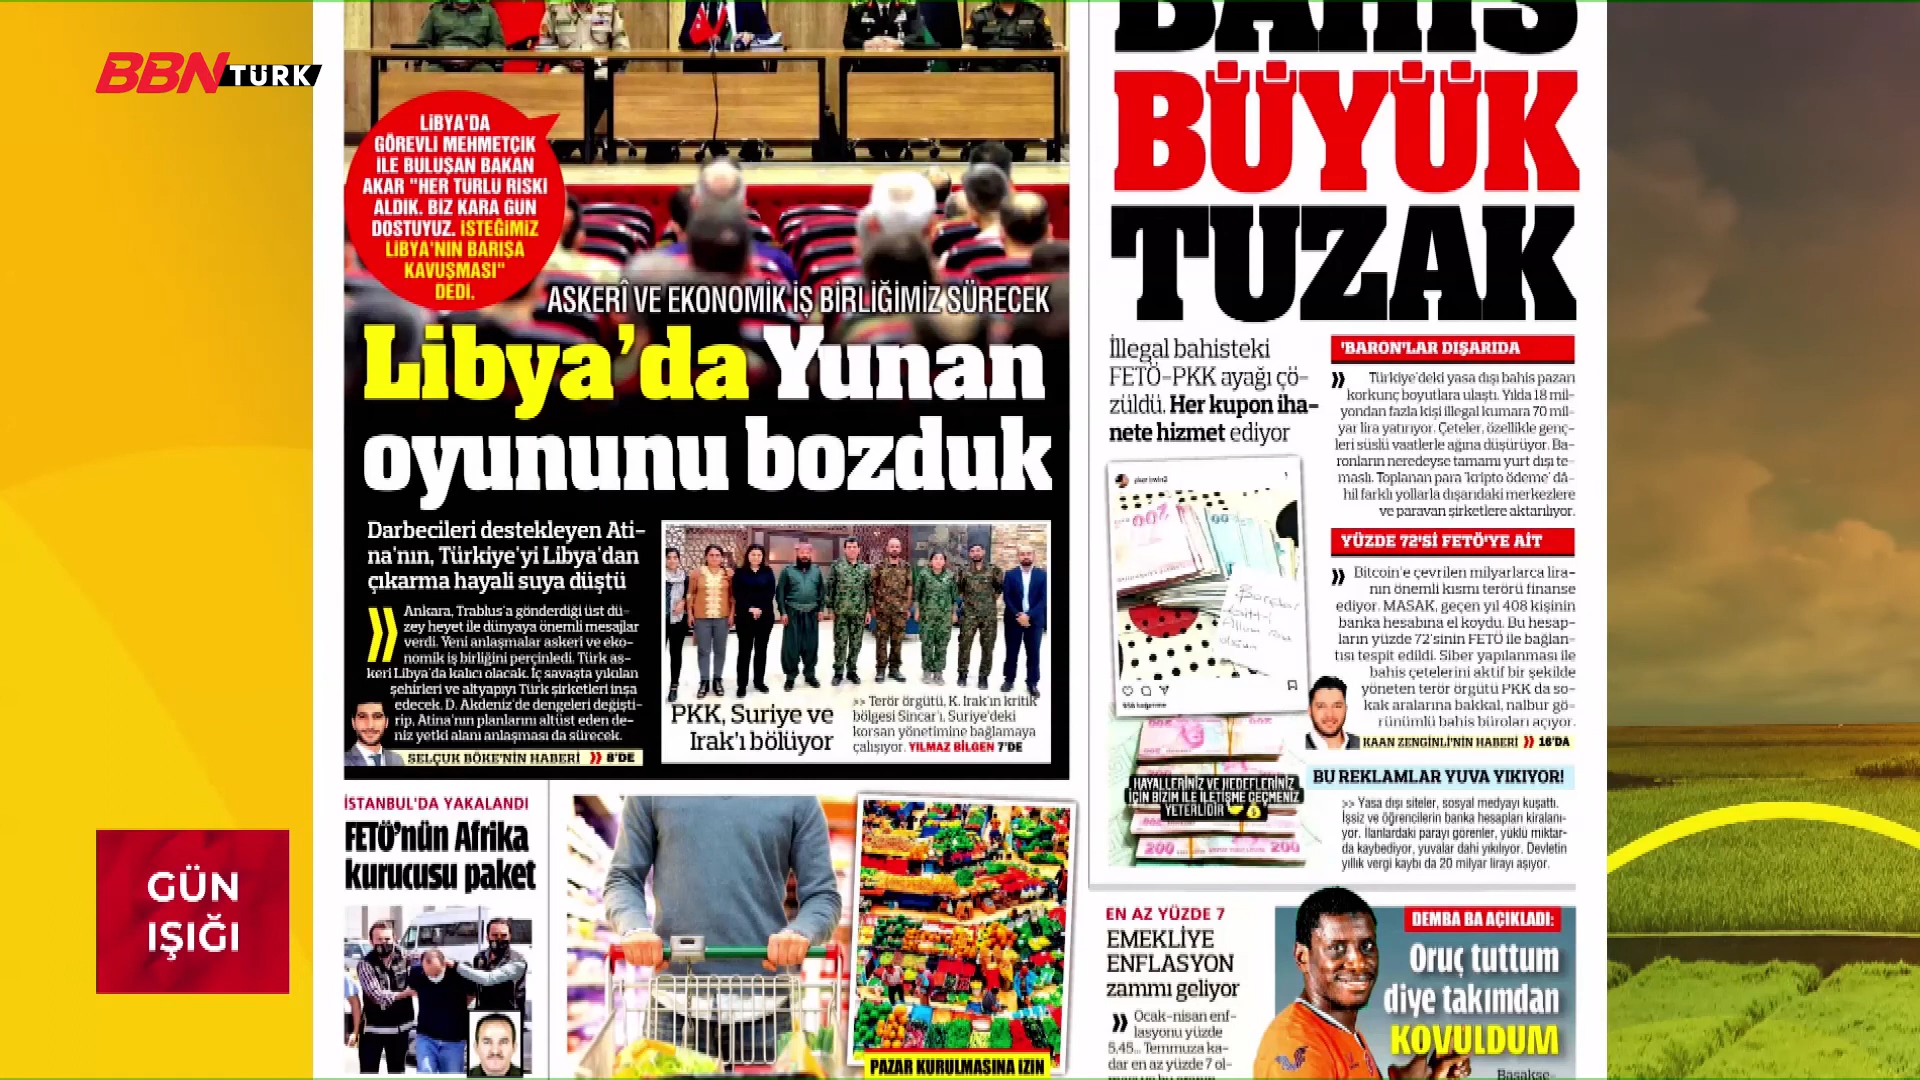 BBN TURK
LİBYA'DA
GÖREVLİ MEHMETÇİK
İLE BULUŞAN BAKAN
AKAR "HER TÜRLÜ RİSKİ
ALDIK. BİZ KARA GÜN
DOSTUYUZ. İSTEĞİMİZ
LİBYA'NIN BARIŞA
KAVUŞMASI"
DEDİ.
ASKERÎ VE EKONOMİK İŞ BİRLİĞİMİZ SÜRECEK
Libya'da Yunan
oyununu bozduk
Darbecileri destekleyen Ati-
na'nın, Türkiye'yi Libya'dan
çıkarma hayali suya düştü
Ankara, Trablus'a gönderdiği üst dü-
zey heyet ile dünyaya önemli mesajlar
verdi. Yeni anlaşmalar askeri ve eko-
nomik iş birliğini perçinledi. Türk as-
keri Libya'da kalıcı olacak. İç savaşta yıkılan
şehirleri ve altyapıyı Türk şirketleri inşa
edecek. D. Akdeniz'de dengeleri değişti-
rip, Atina'nın planlarını altüst eden de-
niz yetki alanı anlaşması da sürecek.
SELÇUK BÖKE'NİN HABERİ 8'DE
PKK, Suriye ve
Irak'ı bölüyor
>> Terör örgütü, K. Irak'ın kritik
bölgesi Sincar'ı, Suriye'deki
korsan yönetimine bağlamaya
çalışıyor. YILMAZ BİLGEN 7'DE
BAHİS
BÜYÜK
TUZAK
İllegal bahisteki
FETÖ-PKK ayağı çö-
züldü. Her kupon iha-
nete hizmet ediyor
'BARON'LAR DIŞARIDA
Türkiye'deki yasa dışı bahis pazarı
korkunç boyutlara ulaştı. Yılda 18 mil-
yondan fazla kişi illegal kumara 70 mil-
yar lira yatırıyor. Çeteler, özellikle genç-
leri süslü vaatlerle ağına düşürüyor. Ba-
ronların neredeyse tamamı yurt dışı te-
maslı. Toplanan para 'kripto ödeme' dâ-
hil farklı yollarla dışarıdaki merkezlere
ve paravan şirketlere aktarılıyor.
YÜZDE 72'Sİ FETÖ'YE AİT
Bitcoin'e çevrilen milyarlarca lira-
nın önemli kısmı terörü finanse
ediyor. MASAK, geçen yıl 408 kişinin
banka hesabına el koydu. Bu hesap-
ların yüzde 72'sinin FETÖ ile bağlan-
tısı tespit edildi. Siber yapılanması ile
bahis çetelerini aktif bir şekilde
yöneten terör örgütü PKK da so-
kak aralarına bakkal, nalbur gö-
rünümlü bahis büroları açıyor.
KAAN ZENGİNLİ'NİN HABERİ 16'DA
HAYALLERİNİZ VE HEDEFLERİNİZ
İÇİN BİZİM İLE İLETİŞME GEÇMENİZ
YETERLİDİR
200 200
BU REKLAMLAR YUVA YIKIYOR!
>> Yasa dışı siteler, sosyal medyayı kuşattı.
İşsiz ve öğrencilerin banka hesapları kiralanı-
yor. İlanlardaki parayı görenler, yüklü miktar-
da kaybediyor, yuvalar dahi yıkılıyor. Devletin
yıllık vergi kaybı da 20 milyar lirayı aşıyor.
İSTANBUL'DA YAKALANDI
FETÖ'nün Afrika
kurucusu paket
PAZAR KURULMASINA İZİN
EN AZ YÜZDE 7
EMEKLİYE
ENFLASYON
zammı geliyor
Ocak-nisan enf-
lasyonu yüzde
5,45... Temmuza ka-
dar en az yüzde 7 ol-
DEMBA BA AÇIKLADI:
Oruç tuttum
diye takımdan
KOVULDUM
Başakşe-
GÜN
IŞIĞI